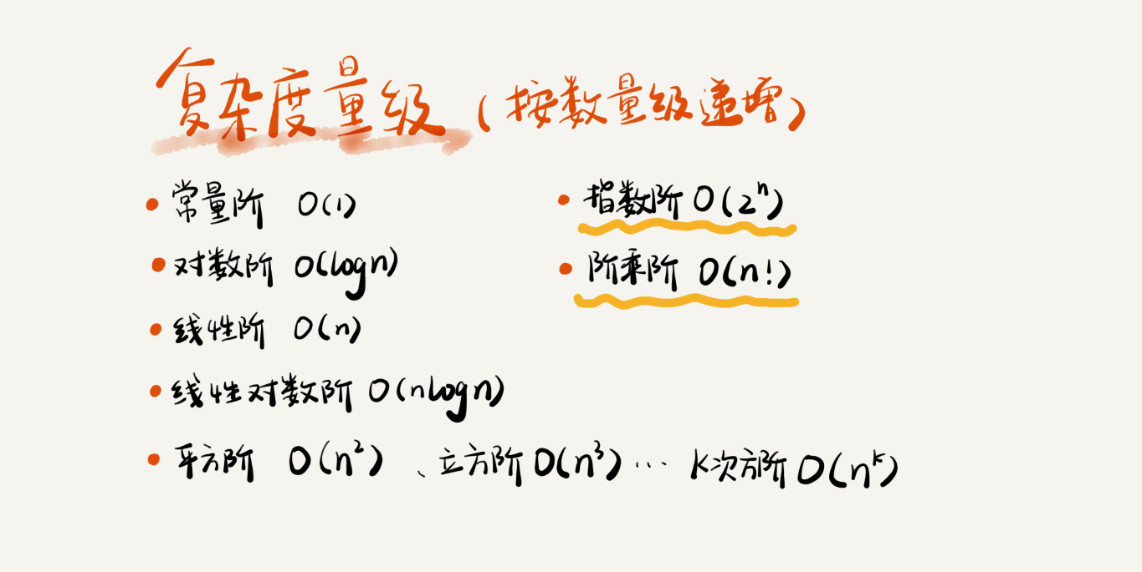 复杂度量级（按数量级递增）
• 常量阶 O(1)
• 对数阶 O(logn)
• 线性阶 O(n)
• 线性对数阶 O(nlogn)
• 平方阶 O(n²)、立方阶 O(n³)… K次方阶 O(nᵏ)
• 指数阶 O(2ⁿ)
• 阶乘阶 O(n!)